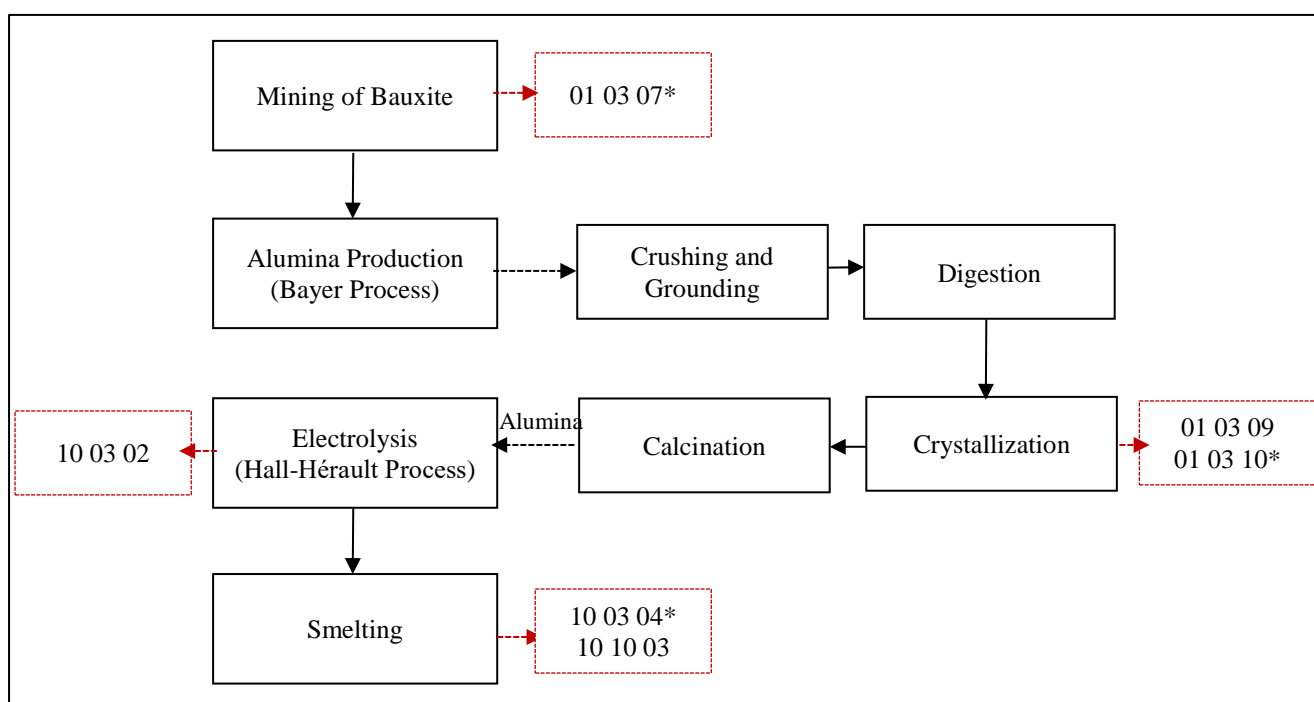 Mining of Bauxite
01 03 07*
Alumina Production
(Bayer Process)
Crushing and
Grounding
Digestion
10 03 02
Electrolysis
(Hall-Hérault Process)
Alumina
Calcination
Crystallization
01 03 09
01 03 10*
Smelting
10 03 04*
10 10 03